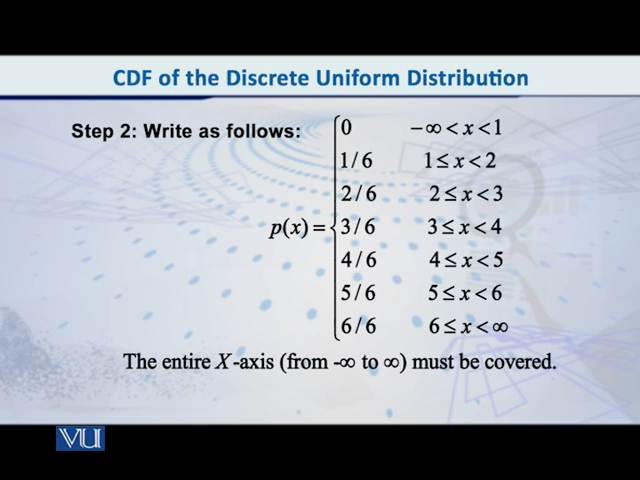 CDF of the Discrete Uniform Distribution
Step 2: Write as follows:
0 −∞ < x < 1
1/6 1 ≤ x < 2
2/6 2 ≤ x < 3
p(x) = 3/6 3 ≤ x < 4
4/6 4 ≤ x < 5
5/6 5 ≤ x < 6
6/6 6 ≤ x < ∞
The entire X-axis (from -∞ to ∞) must be covered.
VU